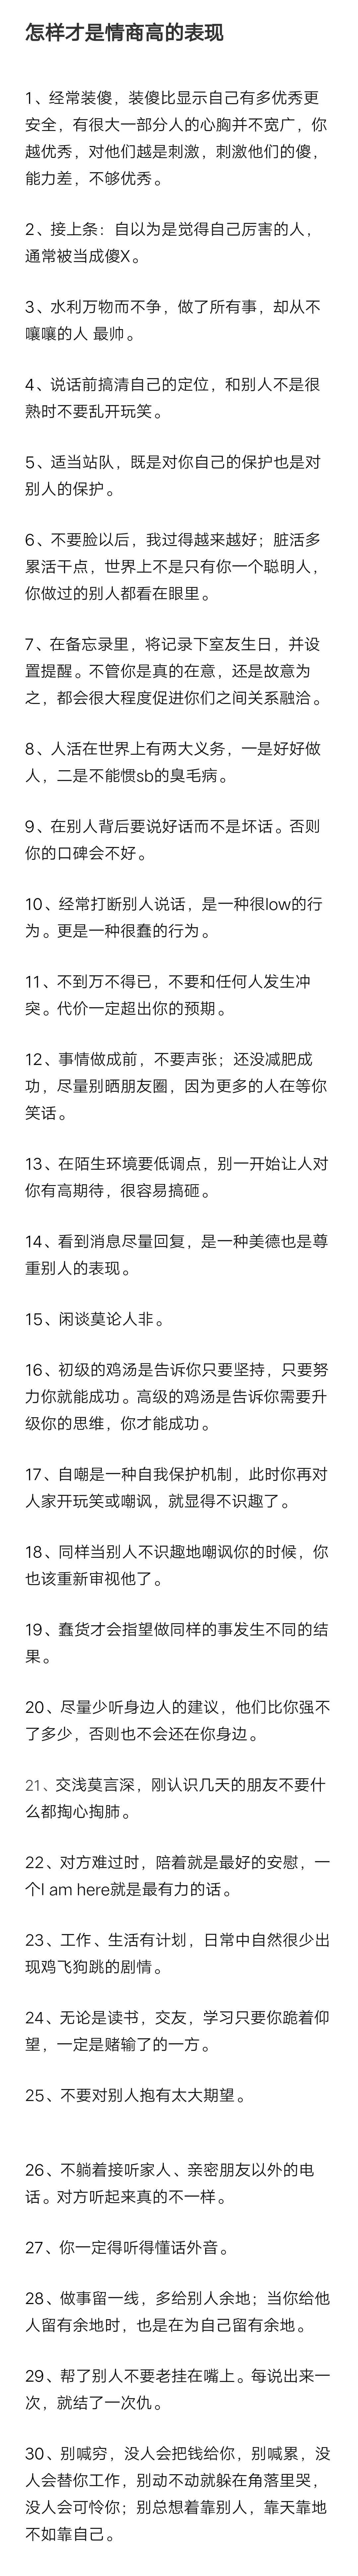 怎样才是情商高的表现
1、经常装傻，装傻比显示自己有多优秀更
安全，有很大一部分人的心胸并不宽广，你
越优秀，对他们越是刺激，刺激他们的傻，
能力差，不够优秀。
2、接上条：自以为是觉得自己厉害的人，
通常被当成傻X。
3、水利万物而不争，做了所有事，却从不
嚷嚷的人 最帅。
4、说话前搞清自己的定位，和别人不是很
熟时不要乱开玩笑。
5、适当站队，既是对你自己的保护也是对
别人的保护。
6、不要脸以后，我过得越来越好；脏活多
累活干点，世界上不是只有你一个聪明人，
你做过的别人都看在眼里。
7、在备忘录里，将记录下室友生日，并设
置提醒。不管你是真的在意，还是故意为
之，都会很大程度促进你们之间关系融洽。
8、人活在世界上有两大义务，一是好好做
人，二是不能惯sb的臭毛病。
9、在别人背后要说好话而不是坏话。否则
你的口碑会不好。
10、经常打断别人说话，是一种很low的行
为。更是一种很蠢的行为。
11、不到万不得已，不要和任何人发生冲
突。代价一定超出你的预期。
12、事情做成前，不要声张；还没减肥成
功，尽量别晒朋友圈，因为更多的人在等你
笑话。
13、在陌生环境要低调点，别一开始让人对
你有高期待，很容易搞砸。
14、看到消息尽量回复，是一种美德也是尊
重别人的表现。
15、闲谈莫论人非。
16、初级的鸡汤是告诉你只要坚持，只要努
力你就能成功。高级的鸡汤是告诉你需要升
级你的思维，你才能成功。
17、自嘲是一种自我保护机制，此时你再对
人家开玩笑或嘲讽，就显得不识趣了。
18、同样当别人不识趣地嘲讽你的时候，你
也该重新审视他了。
19、蠢货才会指望做同样的事发生不同的结
果。
20、尽量少听身边人的建议，他们比你强不
了多少，否则也不会还在你身边。
21、交浅莫言深，刚认识几天的朋友不要什
么都掏心掏肺。
22、对方难过时，陪着就是最好的安慰，一
个I am here就是最有力的话。
23、工作、生活有计划，日常中自然很少出
现鸡飞狗跳的剧情。
24、无论是读书，交友，学习只要你跪着仰
望，一定是赌输了的一方。
25、不要对别人抱有太大期望。
26、不躺着接听家人、亲密朋友以外的电
话。对方听起来真的不一样。
27、你一定得听得懂话外音。
28、做事留一线，多给别人余地；当你给他
人留有余地时，也是在为自己留有余地。
29、帮了别人不要老挂在嘴上。每说出来一
次，就结了一次仇。
30、别喊穷，没人会把钱给你，别喊累，没
人会替你工作，别动不动就躲在角落里哭，
没人会可怜你；别总想着靠别人，靠天靠地
不如靠自己。